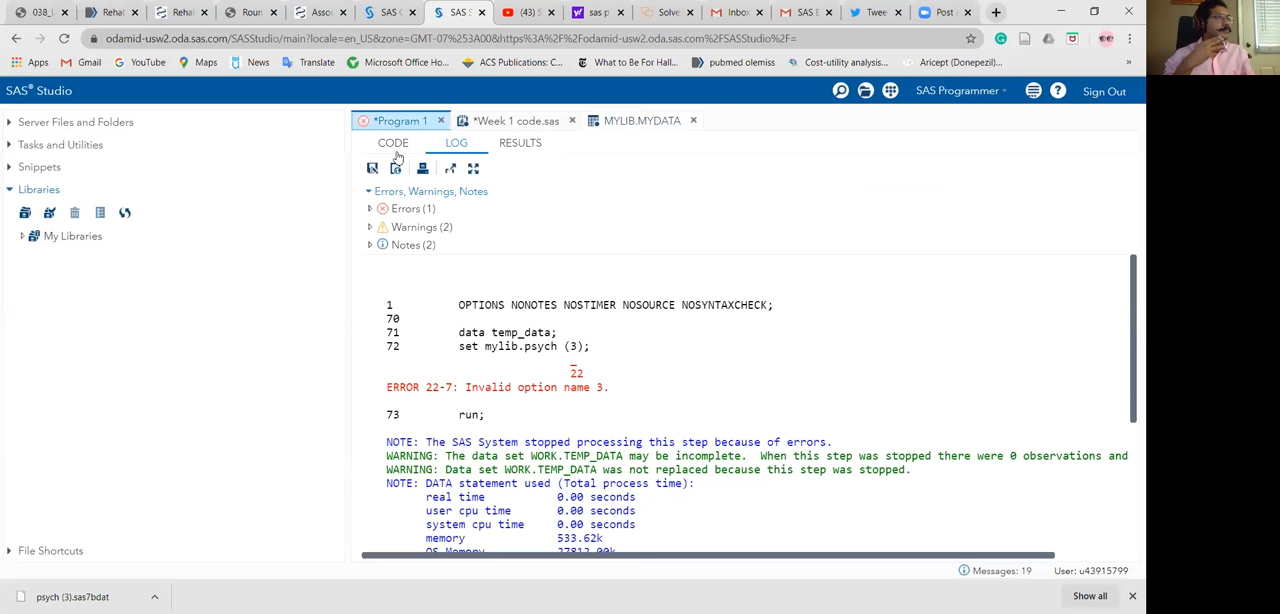 038_l
Rehal
Rehal
Roun
Assoc
SAS C
SAS S
(43) S
sas p
Solve
Inbox
SAS E
Twee
Post A
odamid-usw2.oda.sas.com/SASStudio/main?locale=en_US&zone=GMT-07%253A00&https%3A%2F%2Fodamid-usw2.oda.sas.com%2FSASStudio%2F=
Apps
Gmail
YouTube
Maps
News
Translate
Microsoft Office Ho...
ACS Publications: C...
What to Be For Hall...
pubmed olemiss
Cost-utility analysis...
Aricept (Donepezil)...
»
SAS® Studio
SAS Programmer
Sign Out
Server Files and Folders
Tasks and Utilities
Snippets
Libraries
My Libraries
File Shortcuts
*Program 1
*Week 1 code.sas
MYLIB.MYDATA
CODE
LOG
RESULTS
Errors, Warnings, Notes
Errors (1)
Warnings (2)
Notes (2)
1 OPTIONS NONOTES NOSTIMER NOSOURCE NOSYNTAXCHECK;
70
71 data temp_data;
72 set mylib.psych (3);
_
22
ERROR 22-7: Invalid option name 3.
73 run;
NOTE: The SAS System stopped processing this step because of errors.
WARNING: The data set WORK.TEMP_DATA may be incomplete. When this step was stopped there were 0 observations and
WARNING: Data set WORK.TEMP_DATA was not replaced because this step was stopped.
NOTE: DATA statement used (Total process time):
real time 0.00 seconds
user cpu time 0.00 seconds
system cpu time 0.00 seconds
memory 533.62k
OS Memory 27812.00k
Messages: 19
User: u43915799
psych (3).sas7bdat
Show all